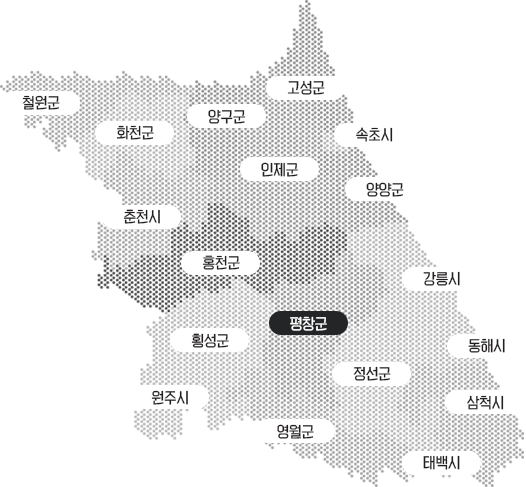 고성군
철원군
양구군
화천군
속초시
인제군
양양군
춘천시
홍천군
강릉시
평창군
횡성군
동해시
정선군
원주시
삼척시
영월군
태백시